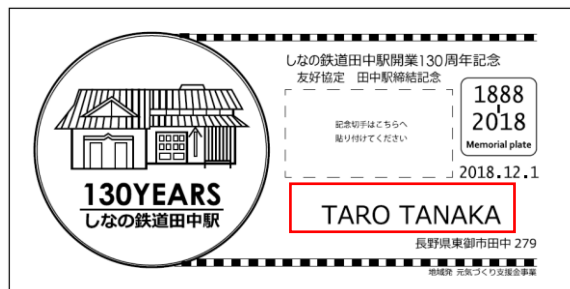 130YEARS
しなの鉄道田中駅
しなの鉄道田中駅開業130周年記念
友好協定　田中駅締結記念
記念切手はこちらへ
貼り付けてください
1888
2018
Memorial plate
2018.12.1
TARO TANAKA
長野県東御市田中 279
地域発 元気づくり支援金事業